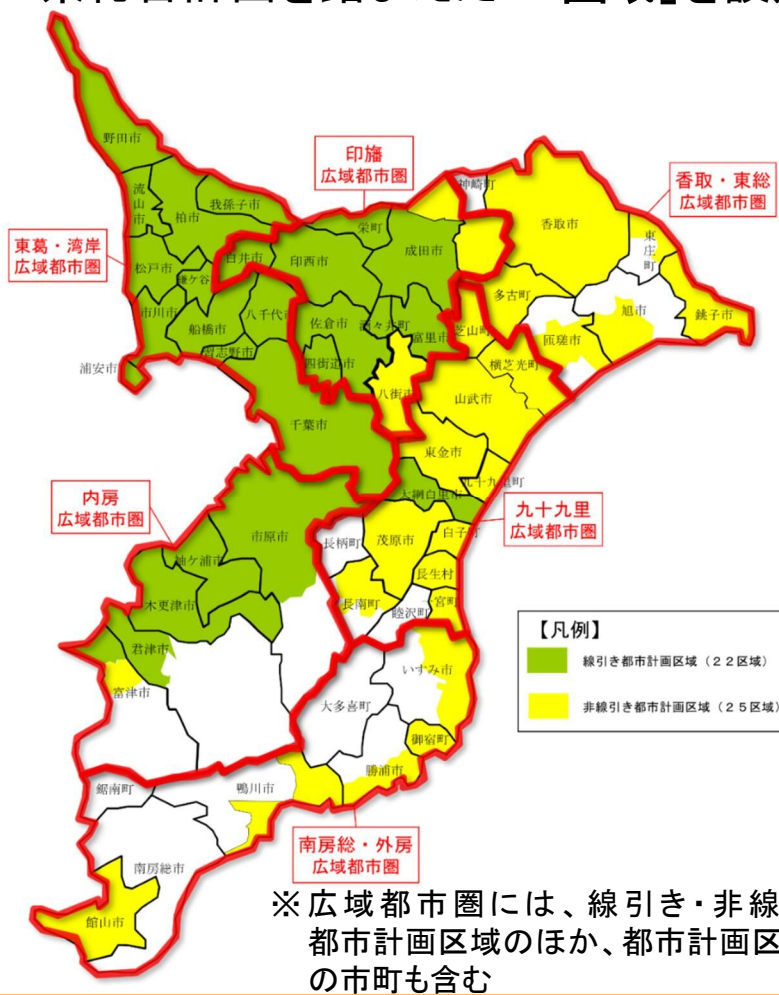 野田市
流山市
柏市
我孫子市
松戸市
鎌ケ谷
市川市
船橋市
八千代市
習志野市
浦安市
千葉市
東葛・湾岸
広域都市圏
印旛
広域都市圏
白井市
印西市
栄町
成田市
佐倉市
酒々井町
富里市
四街道市
八街市
香取・東総
広域都市圏
神崎町
香取市
東庄町
多古町
旭市
銚子市
匝瑳市
芝山町
横芝光町
山武市
東金市
九十九里町
大網白里市
九十九里
広域都市圏
長柄町
茂原市
白子町
長生村
長南町
睦沢町
一宮町
内房
広域都市圏
市原市
袖ケ浦市
木更津市
君津市
富津市
いすみ市
大多喜町
御宿町
勝浦市
鴨川市
鋸南町
南房総市
館山市
南房総・外房
広域都市圏
【凡例】
線引き都市計画区域（２２区域）
非線引き都市計画区域（２５区域）
※広域都市圏には、線引き・非線
都市計画区域のほか、都市計画区
の市町も含む